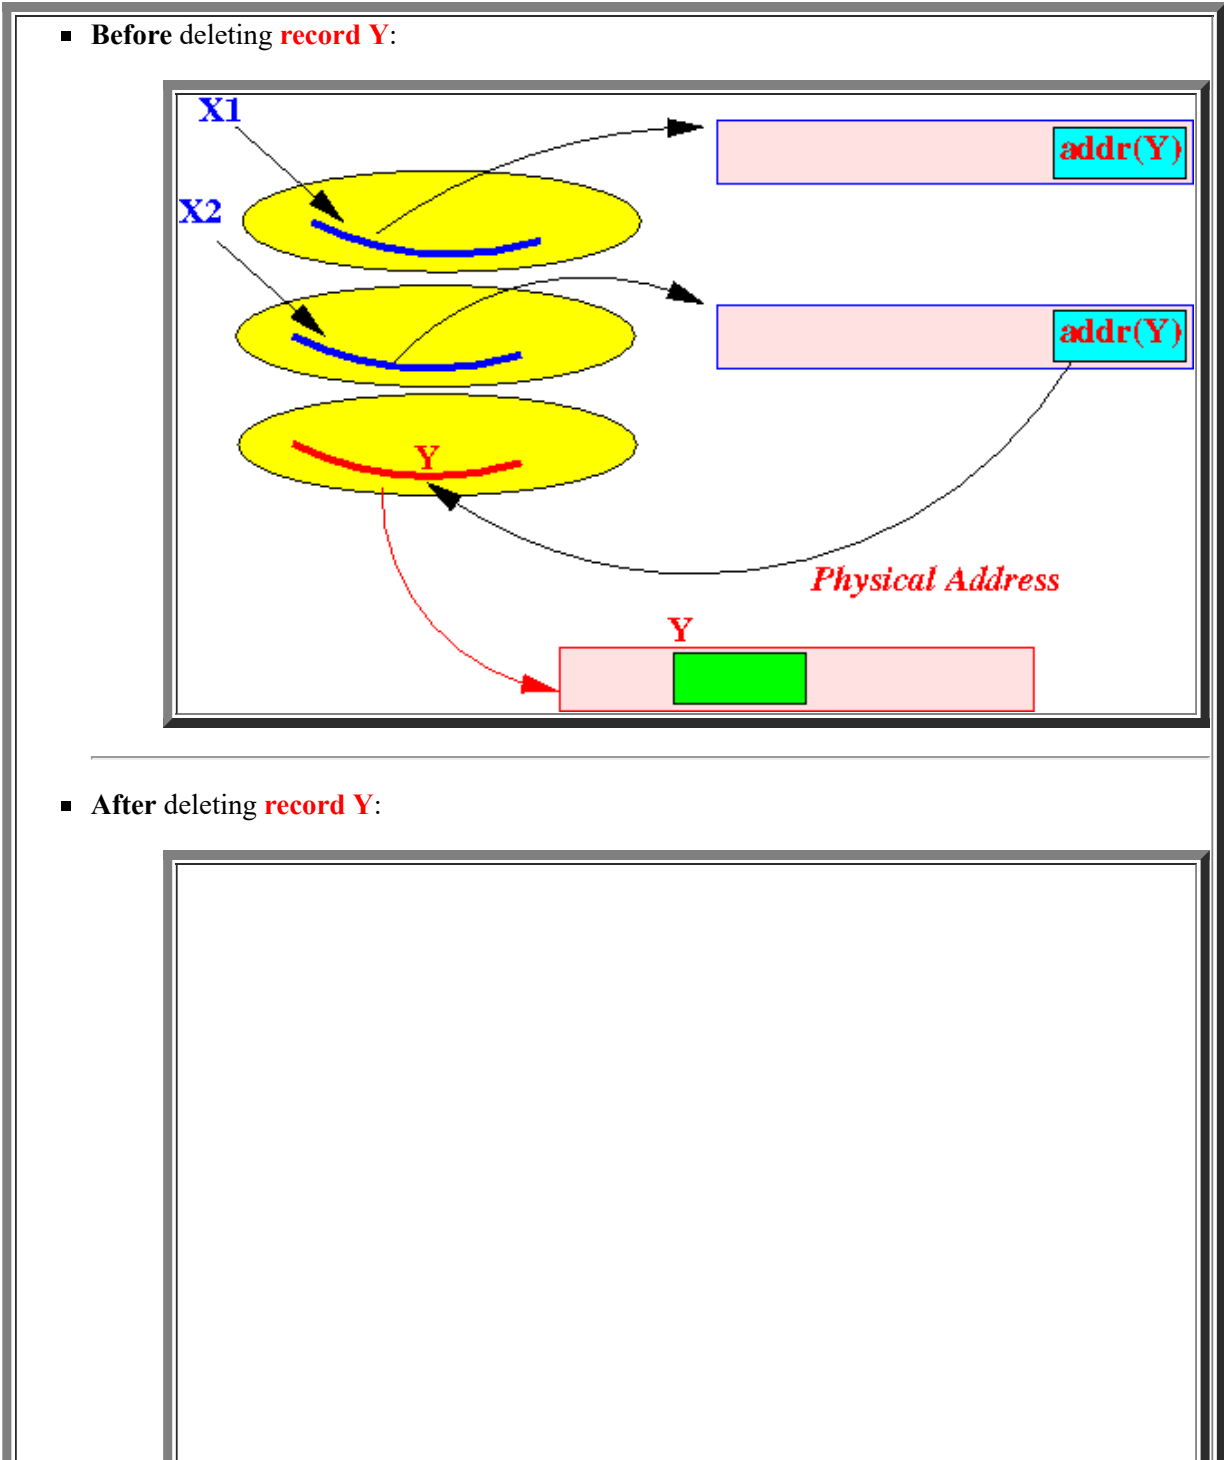 Before deleting record Y:
X1
addr(Y)
X2
addr(Y)
Y
Physical Address
Y
After deleting record Y: